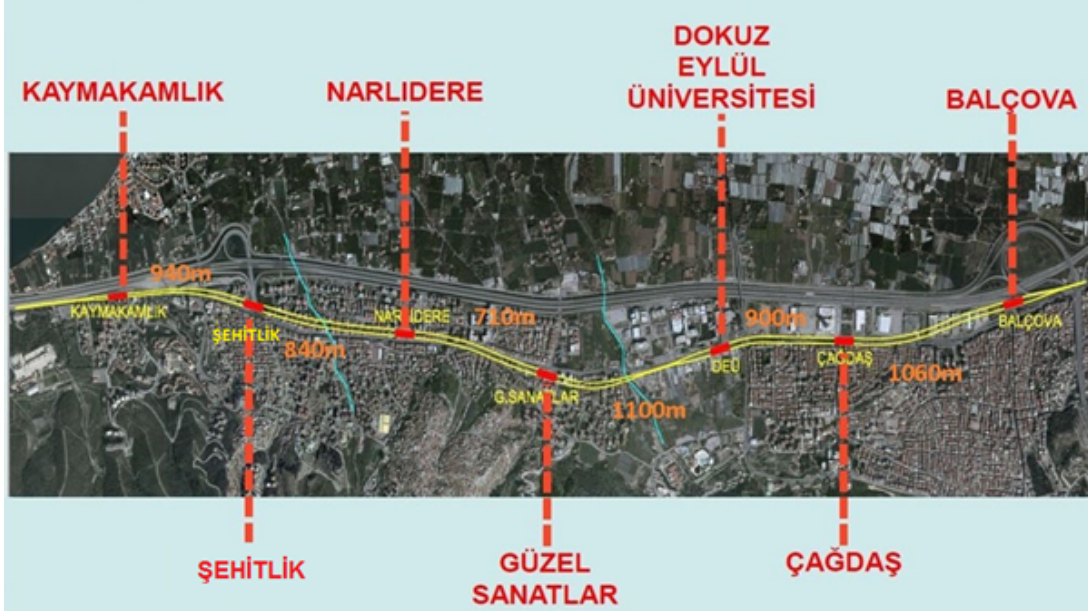 DOKUZ
EYLÜL
ÜNİVERSİTESİ
KAYMAKAMLIK
NARLIDERE
BALÇOVA
940m
KAYMAKAMLIK
ŞEHİTLİK
840m
NARLIDERE
710m
G.SANATLAR
1100m
900m
DEÜ
ÇAĞDAŞ
1060m
BALÇOVA
ŞEHİTLİK
GÜZEL
SANATLAR
ÇAĞDAŞ